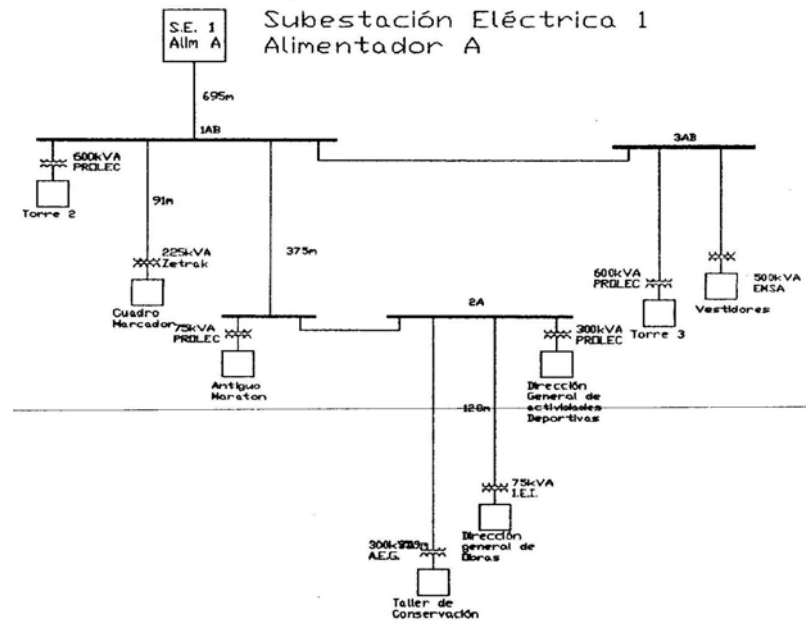 Subestación Eléctrica 1
Alimentador A
S.E. 1
Alim A
695m
1AB
3AB
600kVA
PROLEC
Torre 2
91m
225kVA
Zetrak
Cuadro
Marcador
375m
600kVA
PROLEC
Torre 3
500kVA
EMSA
Vestidores
2A
75kVA
PROLEC
Antiguo
Maraton
300kVA
PROLEC
Dirección
General de
actividades
Deportivas
128m
75kVA
I.E.I.
Dirección
general de
Obras
300kVA
A.E.G.
Taller de
Conservación